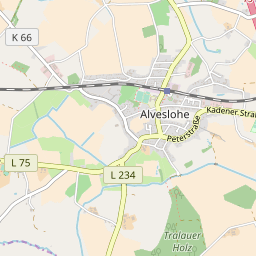 K 66
Alveslohe
Kadener Stra
Peterstraße
L 75
L 234
Tralauer
Holz